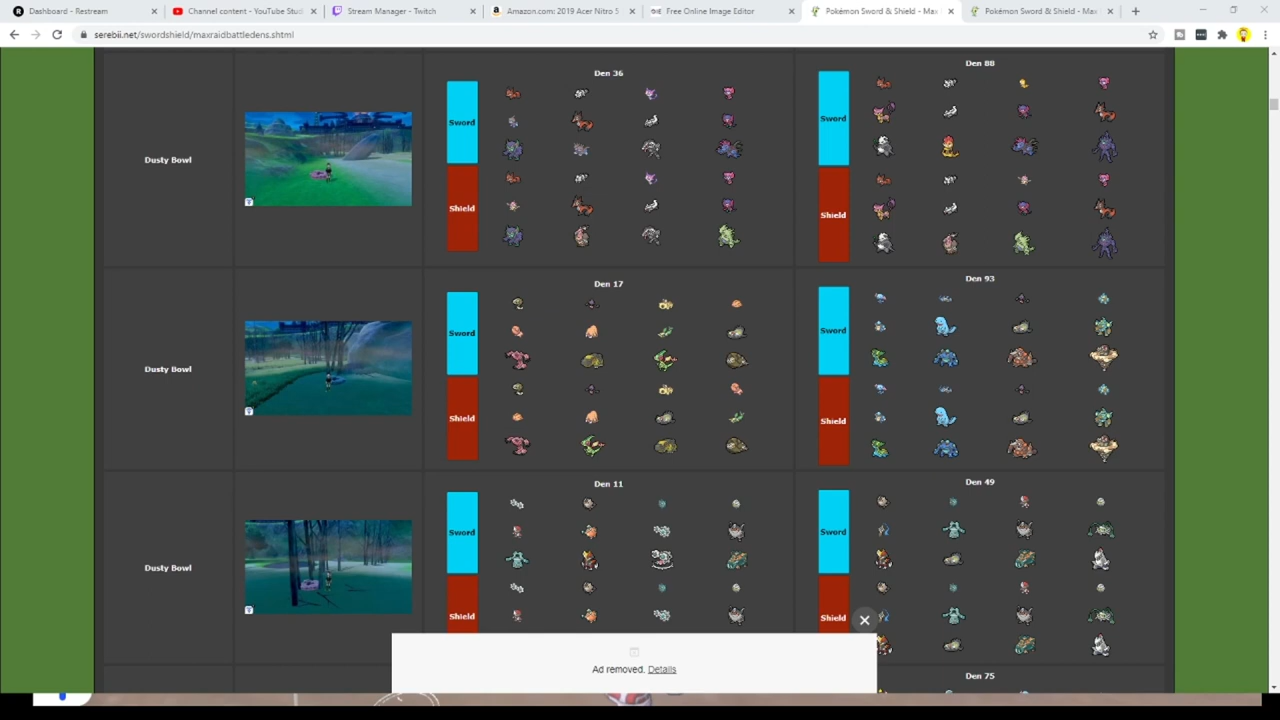 Dashboard - Restream
Channel content - YouTube Stud
Stream Manager - Twitch
Amazon.com: 2019 Acer Nitro 5
Free Online Image Editor
Pokémon Sword & Shield - Max
Pokémon Sword & Shield - Max
serebii.net/swordshield/maxraidbattledens.shtml
Dusty Bowl
Den 36
Sword
Shield
Den 88
Sword
Shield
Dusty Bowl
Den 17
Sword
Shield
Den 93
Sword
Shield
Dusty Bowl
Den 11
Sword
Shield
Den 49
Sword
Shield
Den 75
Ad removed. Details